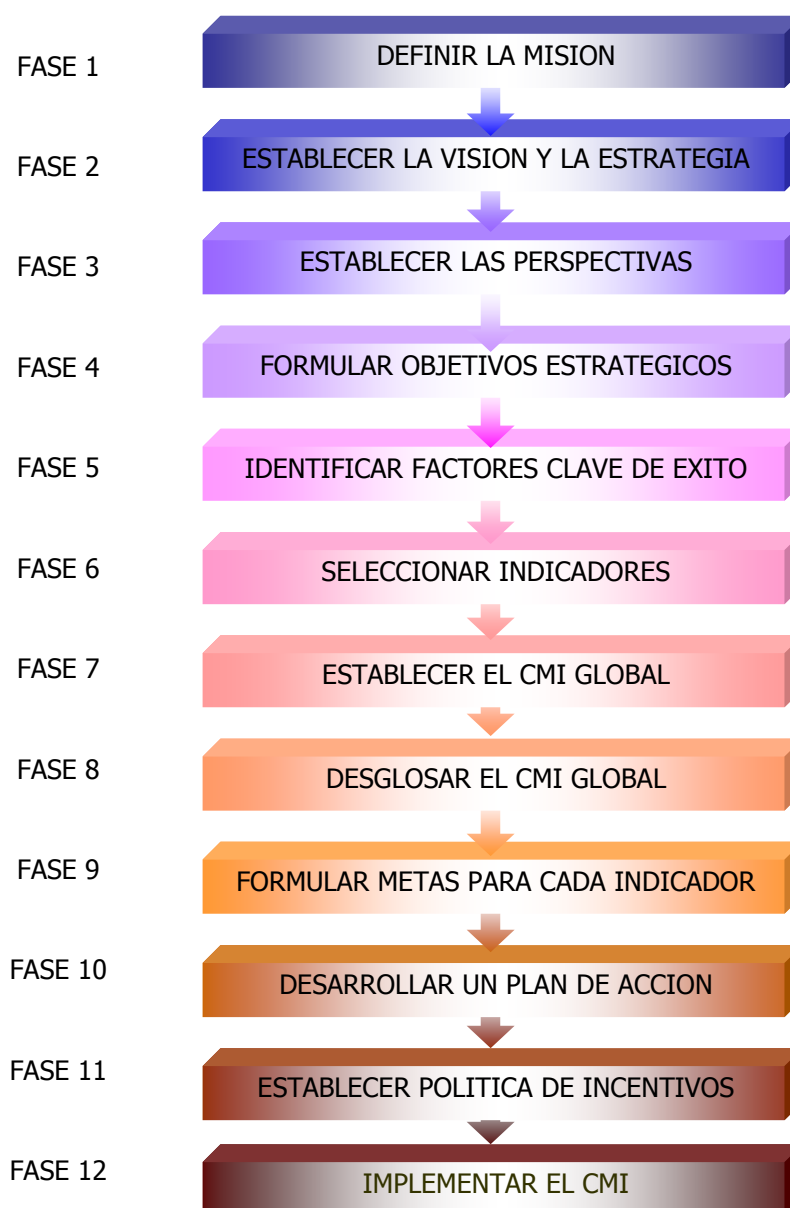 FASE 1
DEFINIR LA MISION
FASE 2
ESTABLECER LA VISION Y LA ESTRATEGIA
FASE 3
ESTABLECER LAS PERSPECTIVAS
FASE 4
FORMULAR OBJETIVOS ESTRATEGICOS
FASE 5
IDENTIFICAR FACTORES CLAVE DE EXITO
FASE 6
SELECCIONAR INDICADORES
FASE 7
ESTABLECER EL CMI GLOBAL
FASE 8
DESGLOSAR EL CMI GLOBAL
FASE 9
FORMULAR METAS PARA CADA INDICADOR
FASE 10
DESARROLLAR UN PLAN DE ACCION
FASE 11
ESTABLECER POLITICA DE INCENTIVOS
FASE 12
IMPLEMENTAR EL CMI